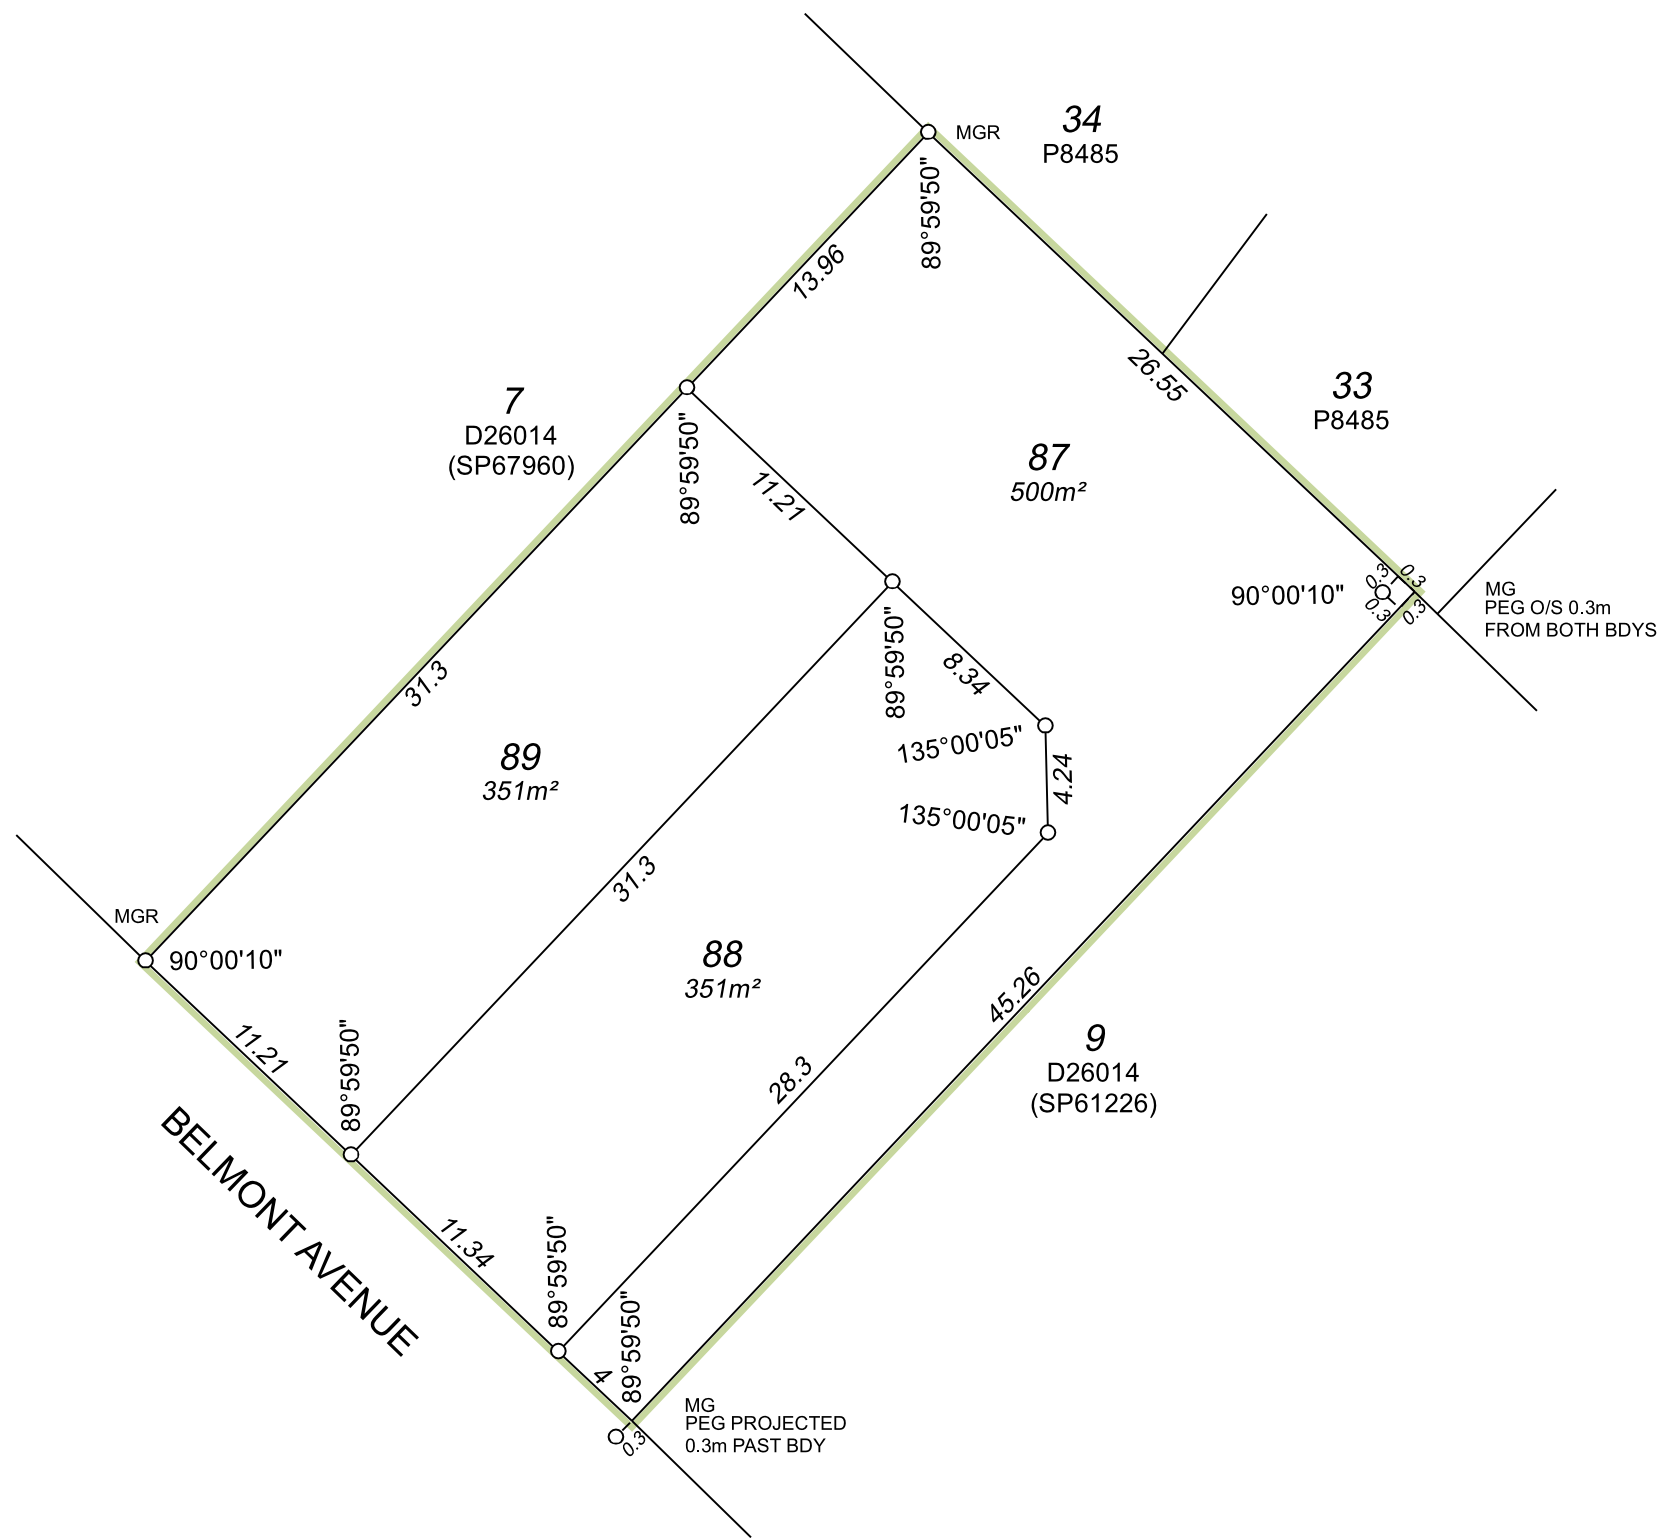 34
P8485
MGR
89°59'50"
13.96
26.55
33
P8485
7
D26014
(SP67960)
89°59'50"
11.21
87
500m²
90°00'10"
0.3
0.3
0.3
0.3
MG
PEG O/S 0.3m
FROM BOTH BDYS
31.3
89°59'50"
8.34
135°00'05"
4.24
135°00'05"
89
351m²
31.3
88
351m²
MGR
90°00'10"
11.21
89°59'50"
45.26
9
D26014
(SP61226)
28.3
BELMONT AVENUE
11.34
89°59'50"
89°59'50"
4
MG
PEG PROJECTED
0.3m PAST BDY
0.3